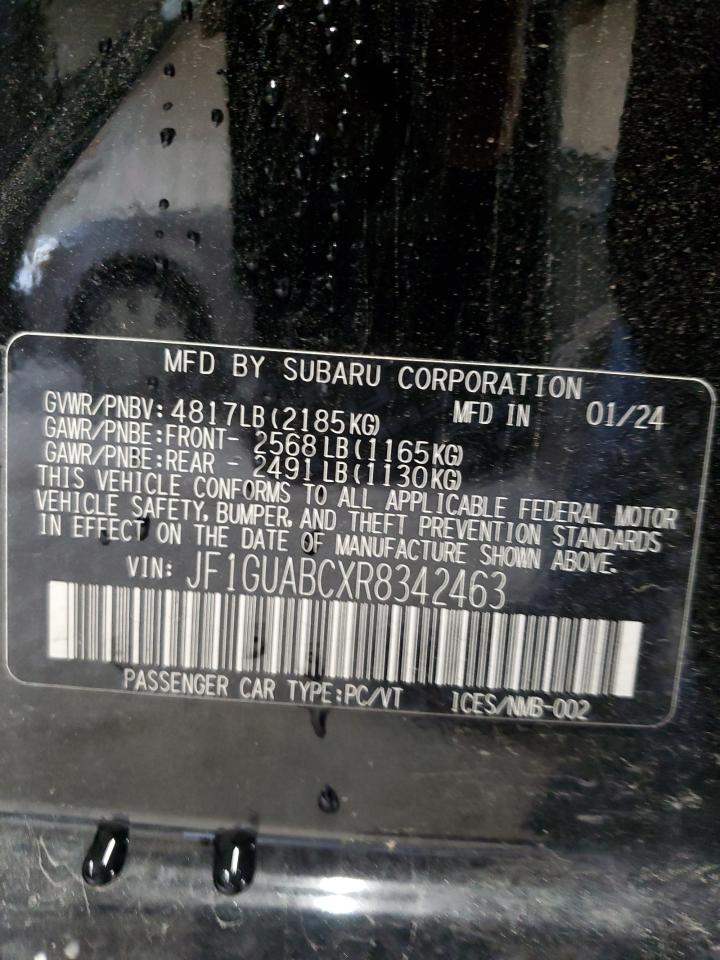 MFD BY SUBARU CORPORATION
GVWR/PNBV: 4817LB(2185KG) MFD IN 01/24
GAWR/PNBE:FRONT- 2568LB(1165KG)
GAWR/PNBE:REAR - 2491LB(1130KG)
THIS VEHICLE CONFORMS TO ALL APPLICABLE FEDERAL MOTOR
VEHICLE SAFETY, BUMPER, AND THEFT PREVENTION STANDARDS
IN EFFECT ON THE DATE OF MANUFACTURE SHOWN ABOVE.
VIN: JF1GUABCXR8342463
PASSENGER CAR TYPE:PC/VT ICES/NMB-002